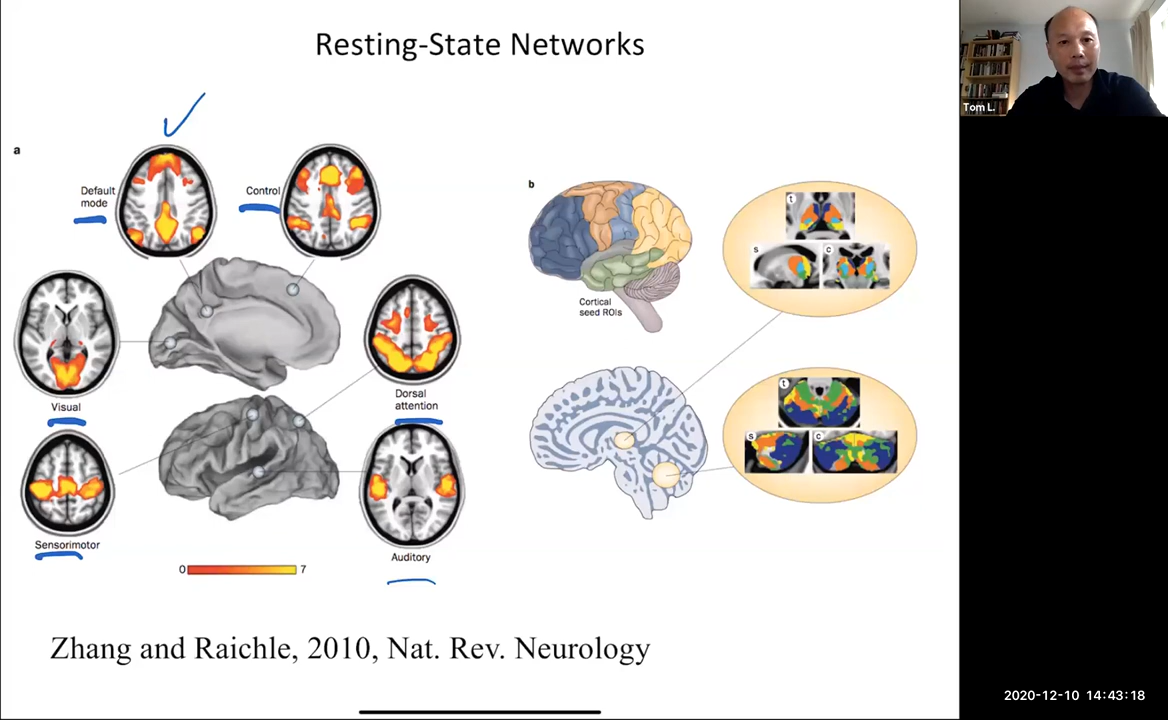 Resting-State Networks
Tom L.
a
Default
mode
Control
b
t
s
c
Cortical
seed ROIs
Visual
Dorsal
attention
t
s
c
Sensorimotor
Auditory
0
7
Zhang and Raichle, 2010, Nat. Rev. Neurology
2020-12-10 14:43:18